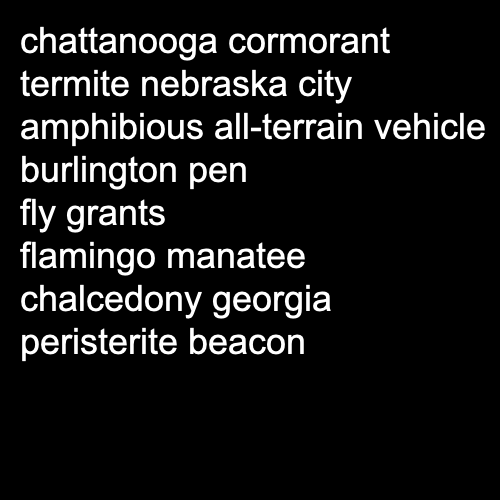 chattanooga cormorant
termite nebraska city
amphibious all-terrain vehicle
burlington pen
fly grants
flamingo manatee
chalcedony georgia
peristerite beacon